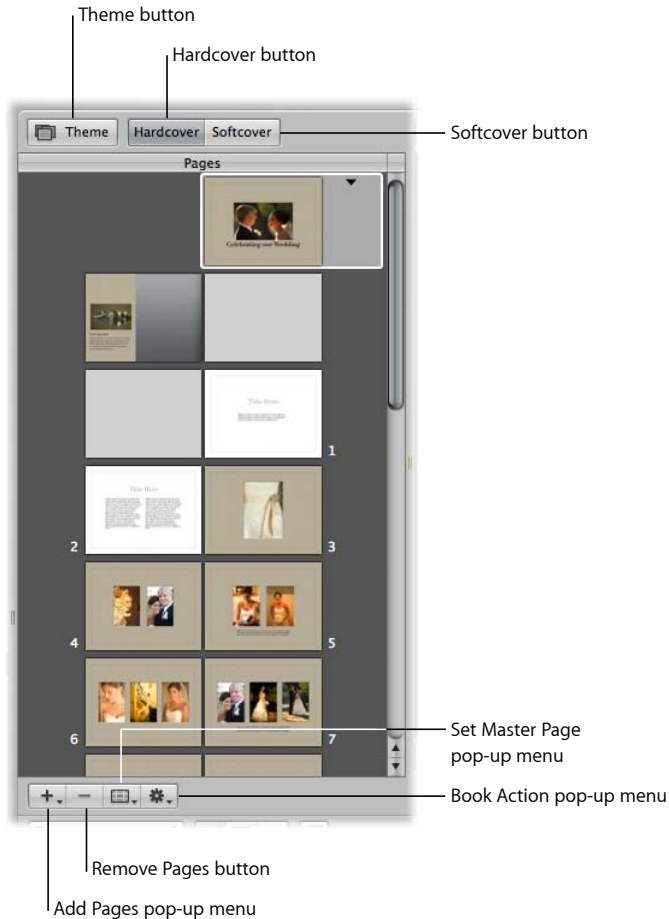 Theme button
Hardcover button
Theme
Hardcover
Softcover
Softcover button
Pages
Celebrating our Wedding
Title Here
1
Title Here
2
3
4
5
6
7
Set Master Page
pop-up menu
Book Action pop-up menu
Remove Pages button
Add Pages pop-up menu